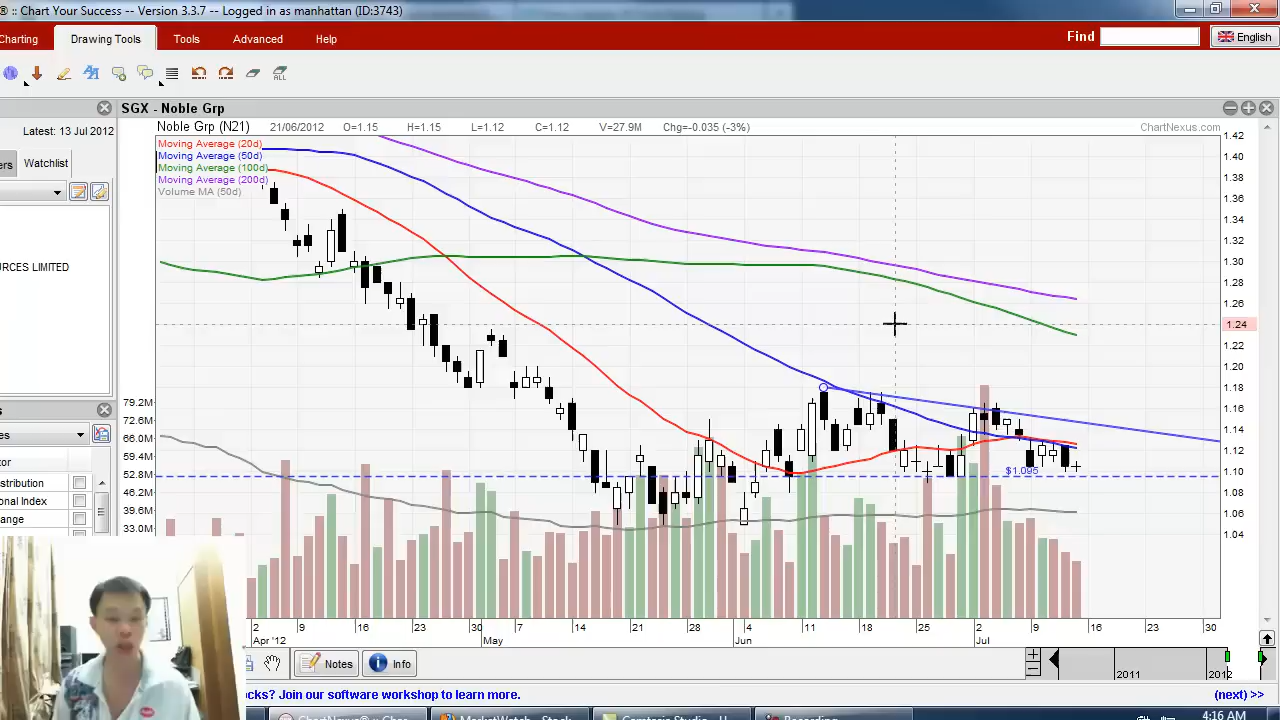 ® :: Chart Your Success -- Version 3.3.7 -- Logged in as manhattan (ID:3743)
Charting Drawing Tools Tools Advanced Help Find English
ALL
SGX - Noble Grp
Latest: 13 Jul 2012
Noble Grp (N21) 21/06/2012 O=1.15 H=1.15 L=1.12 C=1.12 V=27.9M Chg=-0.035 (-3%) ChartNexus.com
Moving Average (20d)
Moving Average (50d)
Moving Average (100d)
Moving Average (200d)
Volume MA (50d)
ers Watchlist
URCES LIMITED
es
tor
stribution
onal Index
ange
1.42
1.40
1.38
1.36
1.34
1.32
1.30
1.28
1.26
1.24
1.22
1.20
1.18
1.16
1.14
1.12
1.10
1.08
1.06
1.04
79.2M
72.6M
66.0M
59.4M
52.8M
46.2M
39.6M
33.0M
$1.095
2 9 16 23 30 7 14 21 28 4 11 18 25 2 9 16 23 30
Apr '12 May Jun Jul
Notes Info
2011 2012
ocks? Join our software workshop to learn more. (next) >>
4:16 AM